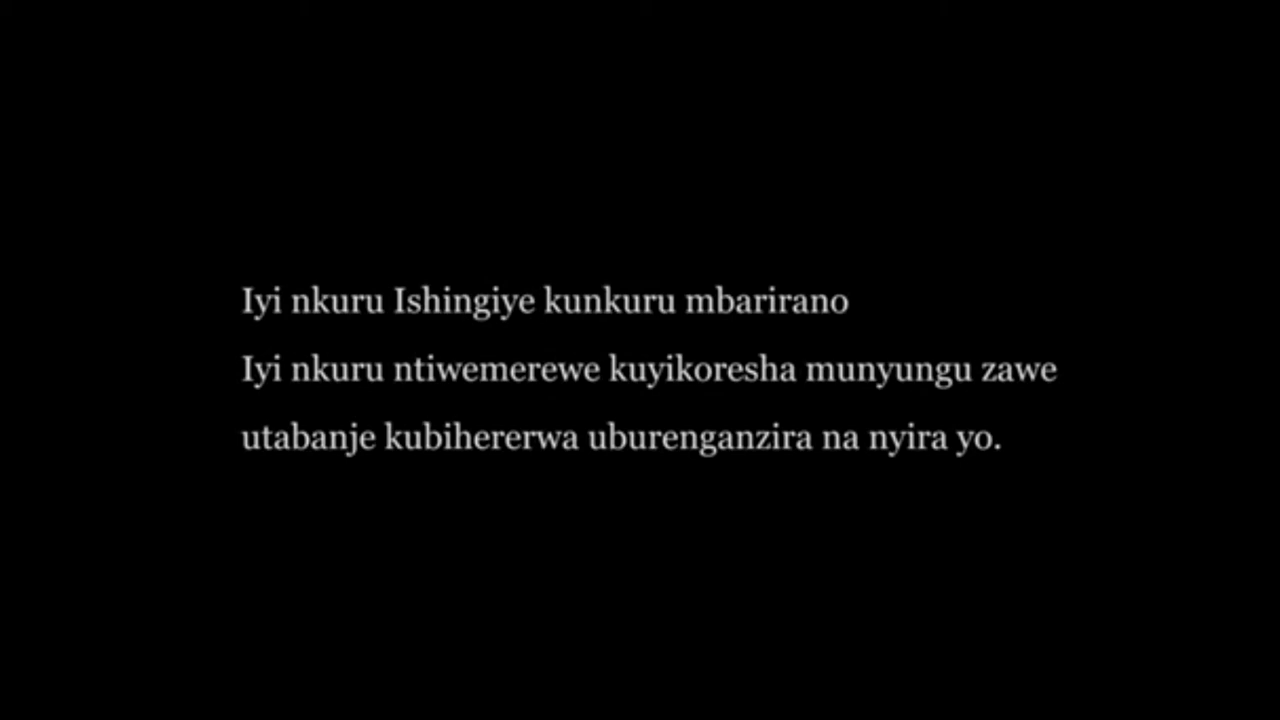 Iyi nkuru Ishingiye kunkuru mbarirano
Iyi nkuru ntiwemerewe kuyikoresha munyungu zawe
utabanje kubihererwa uburenganzira na nyira yo.